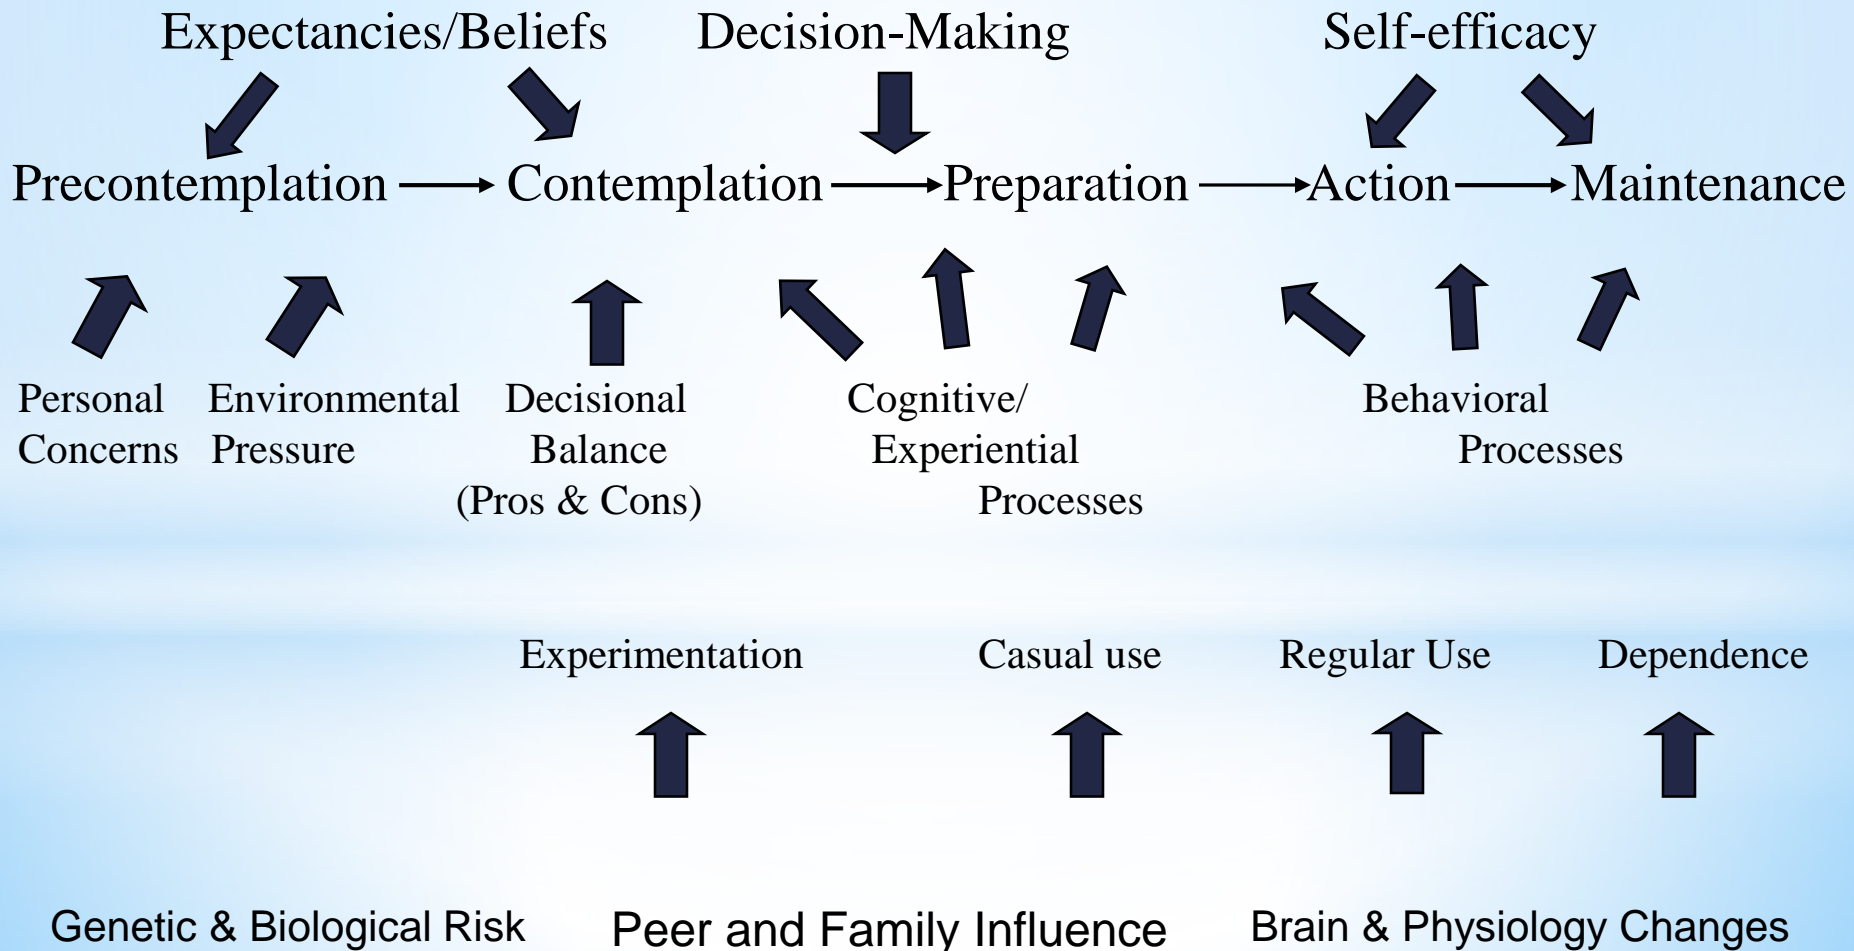 Expectancies/Beliefs Decision-Making Self-efficacy
Precontemplation Contemplation Preparation Action Maintenance
Personal Environmental Decisional Cognitive/ Behavioral
Concerns Pressure Balance Experiential Processes
(Pros & Cons) Processes
Experimentation Casual use Regular Use Dependence
Genetic & Biological Risk Peer and Family Influence Brain & Physiology Changes